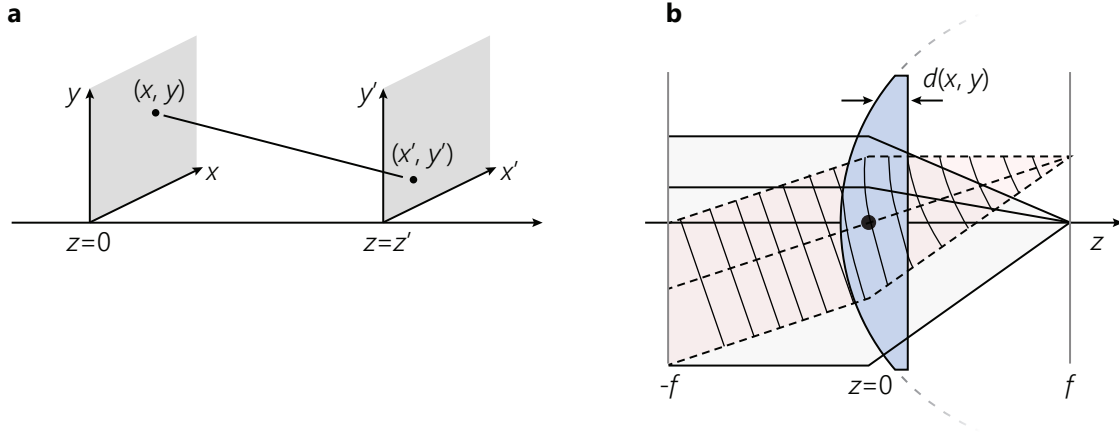 a
y
(x, y)
x
z=0
y′
(x′, y′)
x′
z=z′
b
d(x, y)
z
-f
z=0
f